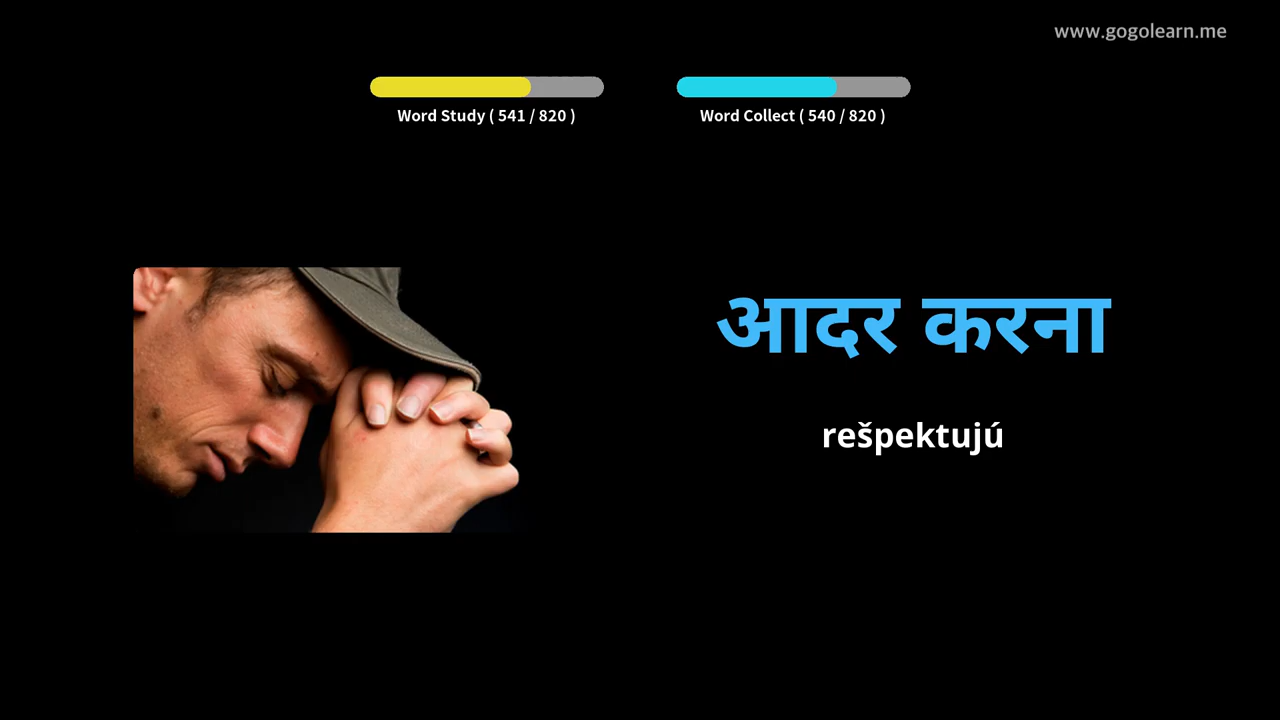 www.gogolearn.me
Word Study ( 541 / 820 )
Word Collect ( 540 / 820 )
आदर करना
rešpektujú